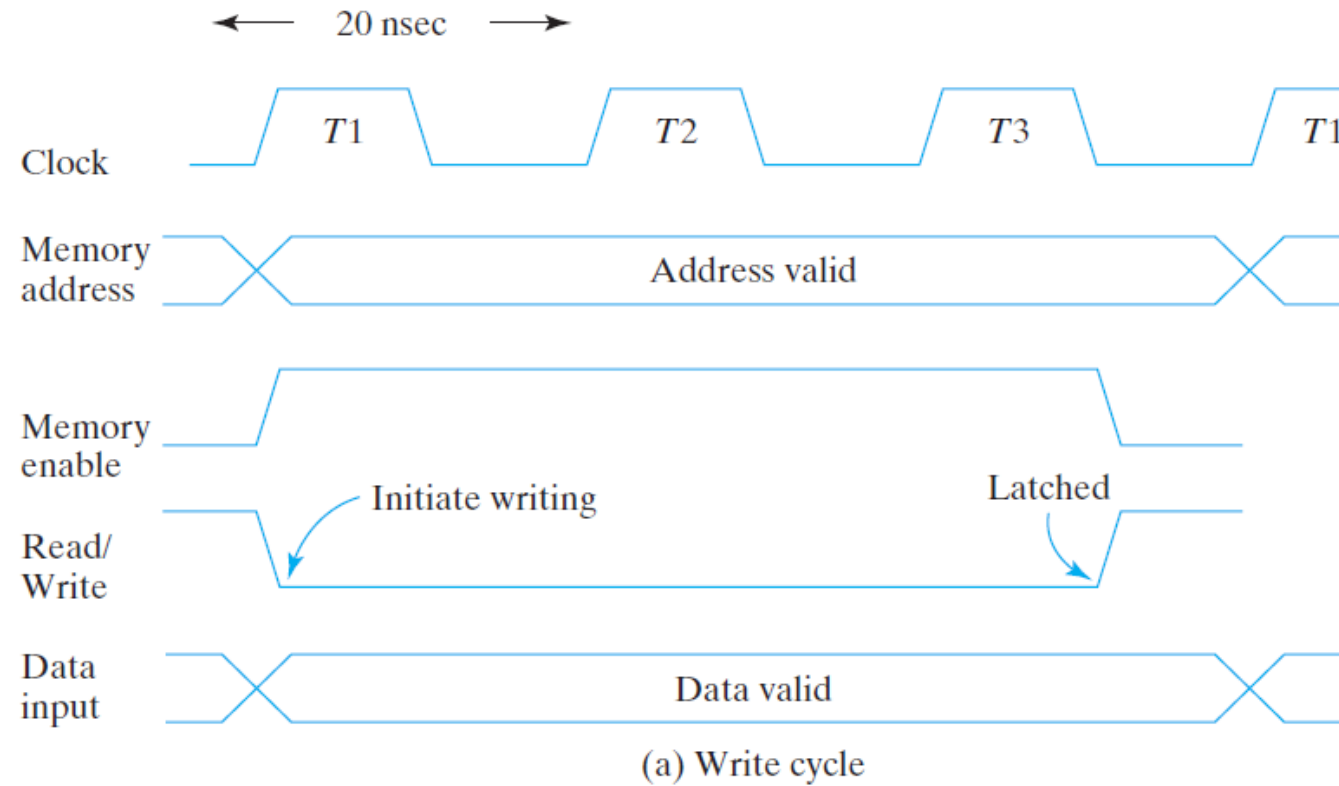 20 nsec
T1 T2 T3 T1
Clock
Memory
address
Address valid
Memory
enable
Initiate writing
Latched
Read/
Write
Data
input
Data valid
(a) Write cycle